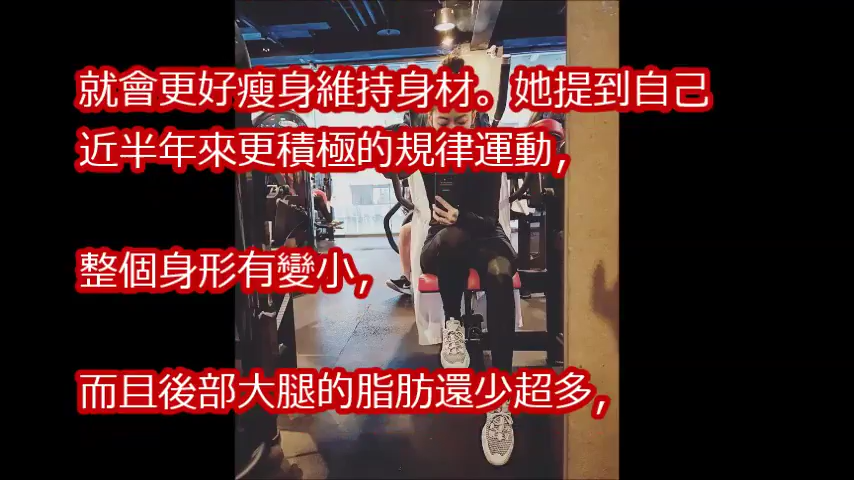 就會更好瘦身維持身材。她提到自己
近半年來更積極的規律運動，
整個身形有變小，
而且後部大腿的脂肪還少超多，